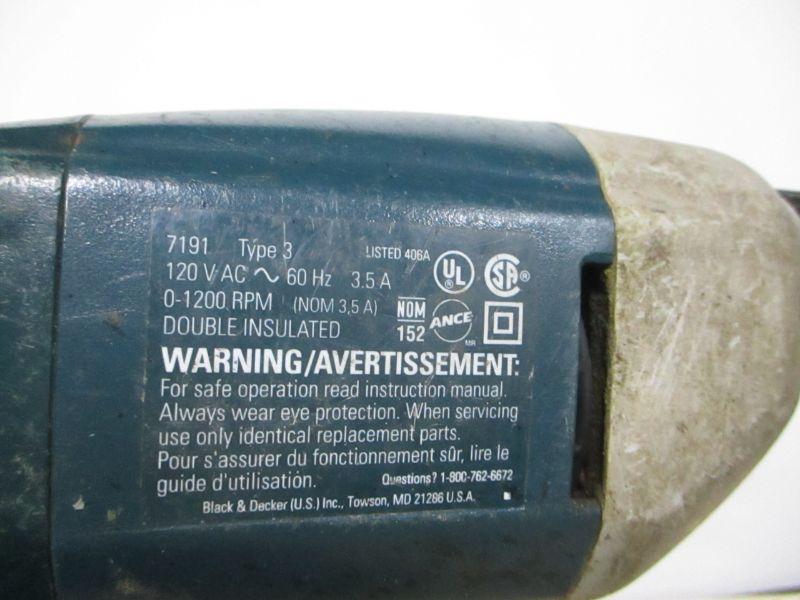 7191 Type 3 LISTED 406A UL ® CSA®
120 V AC ~ 60 Hz 3.5 A
0-1200 RPM (NOM 3,5 A) NOM ANCE
DOUBLE INSULATED 152 MR
WARNING/AVERTISSEMENT:
For safe operation read instruction manual.
Always wear eye protection. When servicing
use only identical replacement parts.
Pour s'assurer du fonctionnement sûr, lire le
guide d'utilisation. Questions? 1-800-762-6672
Black & Decker (U.S.) Inc., Towson, MD 21286 U.S.A.